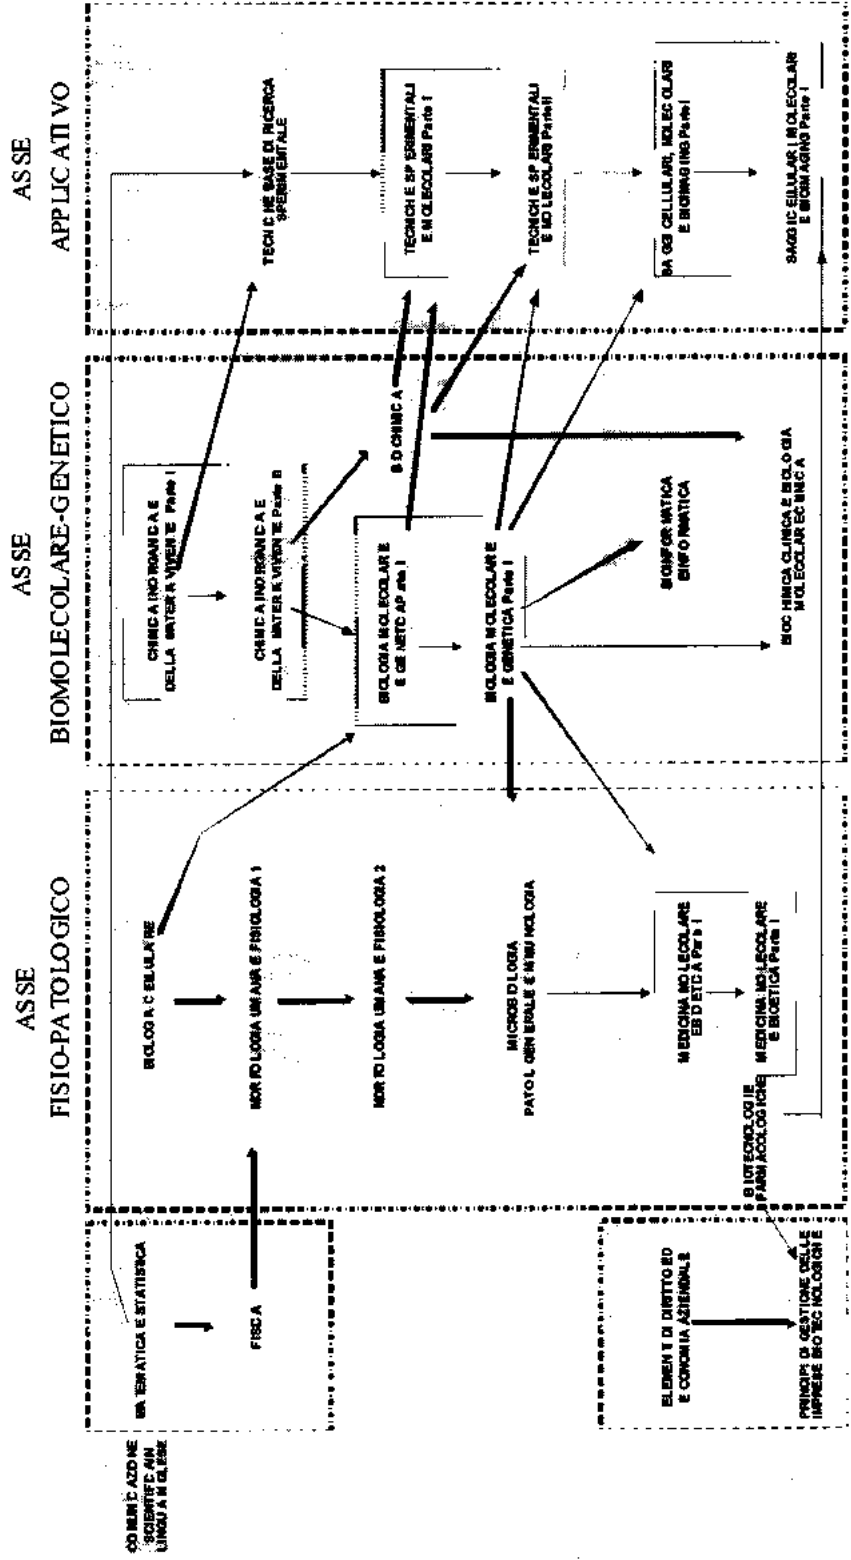 ASSE
FISIO-PATOLOGICO
ASSE
BIOMOLECOLARE-GENETICO
ASSE
APPLICATIVO
COMUNICAZIONE
SCIENTIFICA IN
LINGUA INGLESE
MATEMATICA E STATISTICA
FISICA
ELEMENTI DI DIRITTO ED
ECONOMIA AZIENDALE
PRINCIPI DI GESTIONE DELLE
IMPRESE BIOTECNOLOGICHE
BIOLOGIA CELLULARE
MORFOLOGIA UMANA E FISIOLOGIA 1
MORFOLOGIA UMANA E FISIOLOGIA 2
MICROBIOLOGIA
PATOL GENERALE E IMMUNOLOGIA
MEDICINA MOLECOLARE
E BIOETICA Parte I
MEDICINA MOLECOLARE
E BIOETICA Parte I
BIOTECNOLOGIE
FARMACOLOGICHE
CHIMICA INORGANICA E
DELLA MATERIA VIVENTE Parte I
CHIMICA INORGANICA E
DELLA MATERIA VIVENTE Parte II
BIOCHIMICA
BIOLOGIA MOLECOLARE
E GENETICA Parte I
BIOLOGIA MOLECOLARE
E GENETICA Parte I
BIOINFORMATICA
E INFORMATICA
BIOCHIMICA CLINICA E BIOLOGIA
MOLECOLARE CLINICA
TECNICHE BASE DI RICERCA
SPERIMENTALE
TECNICHE SPERIMENTALI
E MOLECOLARI Parte I
TECNICHE SPERIMENTALI
E MOLECOLARI Parte II
SAGGI CELLULARI, MOLECOLARI
E BIOIMAGING Parte I
SAGGI CELLULARI, MOLECOLARI
E BIOIMAGING Parte I